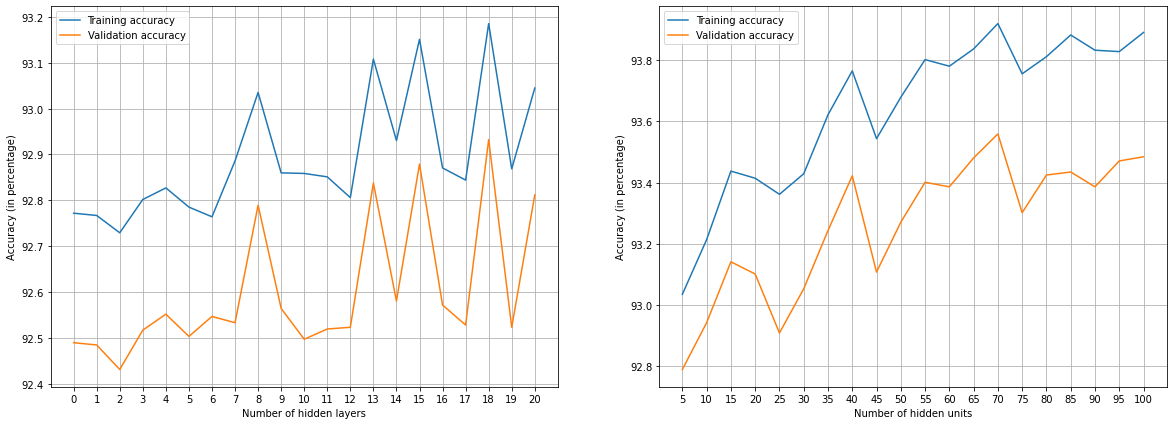 Training accuracy
Validation accuracy
Accuracy (in percentage)
93.2
93.1
93.0
92.9
92.8
92.7
92.6
92.5
92.4
0 1 2 3 4 5 6 7 8 9 10 11 12 13 14 15 16 17 18 19 20
Number of hidden layers
Training accuracy
Validation accuracy
Accuracy (in percentage)
93.8
93.6
93.4
93.2
93.0
92.8
5 10 15 20 25 30 35 40 45 50 55 60 65 70 75 80 85 90 95 100
Number of hidden units